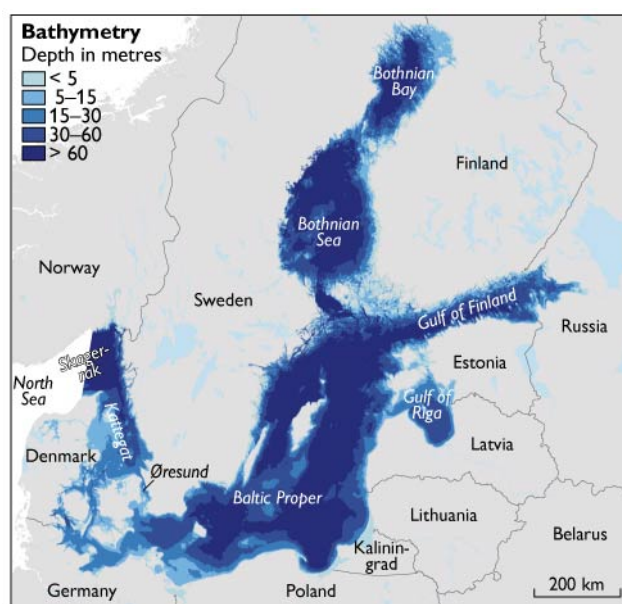 Bathymetry
Depth in metres
< 5
5–15
15–30
30–60
> 60
Bothnian
Bay
Finland
Bothnian
Sea
Norway
Sweden
Gulf of Finland
Russia
Skager-
rak
North
Sea
Estonia
Kattegat
Gulf of
Riga
Latvia
Denmark
Øresund
Baltic Proper
Lithuania
Belarus
Kalinin-
grad
Germany
Poland
200 km